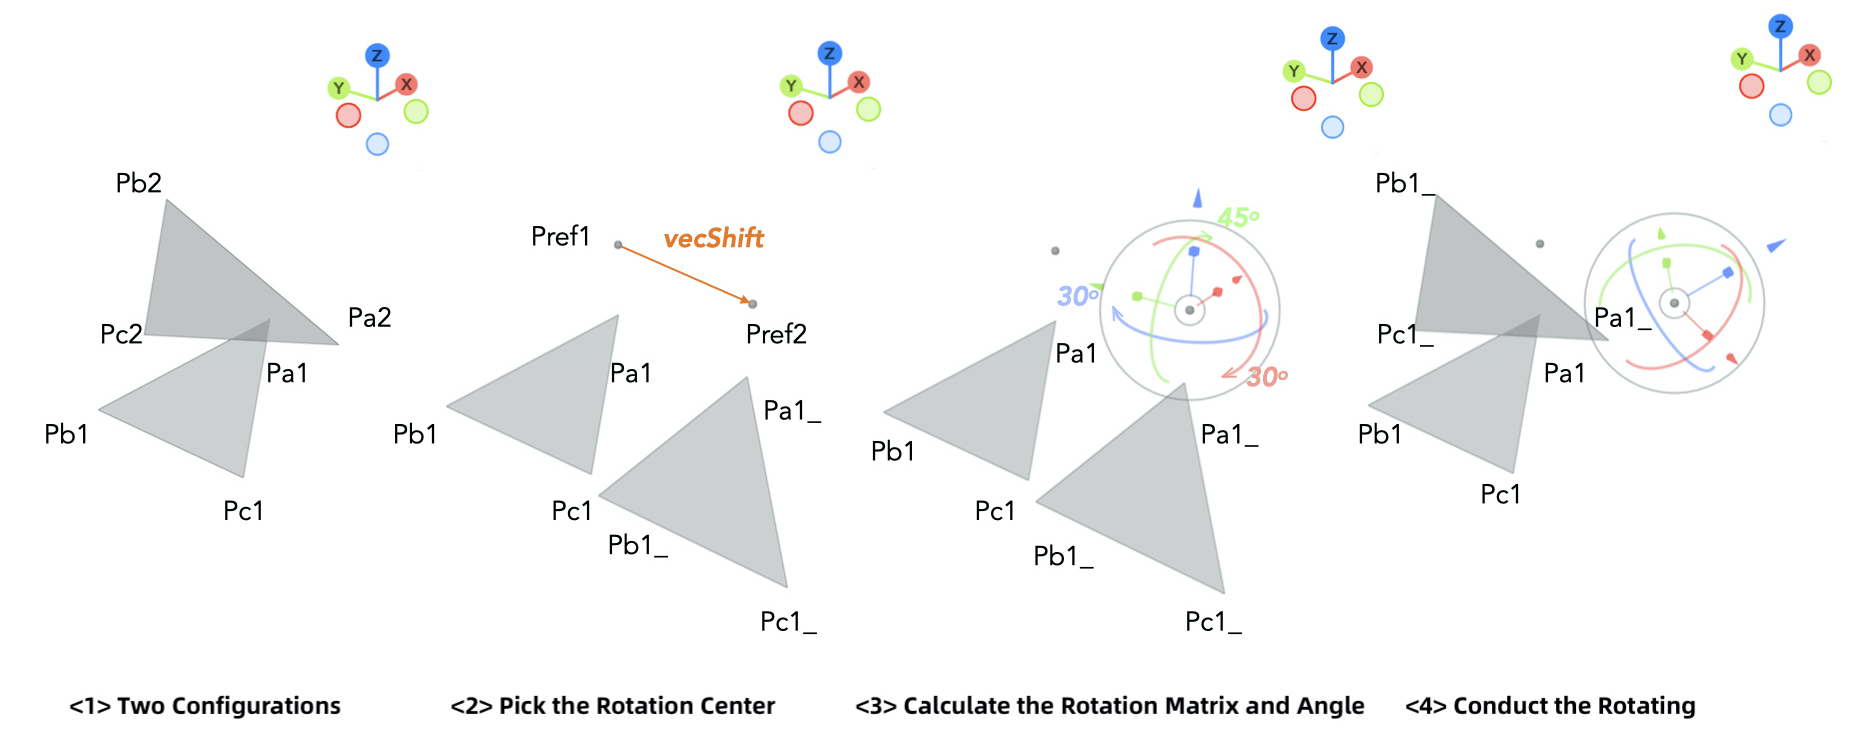 Z
Y
X
Z
Y
X
Z
Y
X
Z
Y
X
Pb2
Pc2
Pa2
Pa1
Pb1
Pc1
Pref1
vecShift
Pref2
Pa1
Pb1
Pa1_
Pc1
Pb1_
Pc1_
45°
30°
30°
Pa1
Pb1
Pa1_
Pc1
Pb1_
Pc1_
Pb1_
Pc1_
Pa1_
Pa1
Pb1
Pc1
<1> Two Configurations
<2> Pick the Rotation Center
<3> Calculate the Rotation Matrix and Angle
<4> Conduct the Rotating